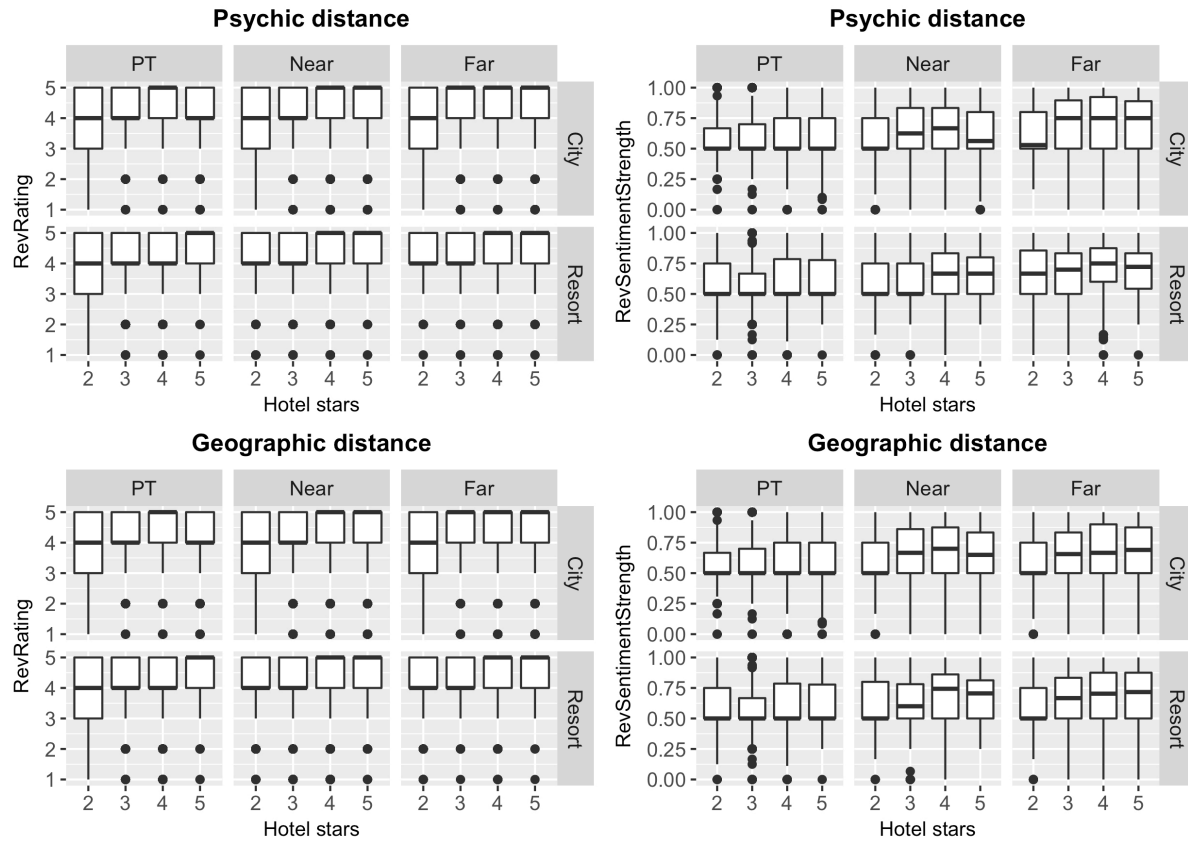 Psychic distance
PT Near Far
RevRating
5
4
3
2
1
City
5
4
3
2
1
Resort
2 3 4 5 2 3 4 5 2 3 4 5
Hotel stars
Psychic distance
PT Near Far
RevSentimentStrength
1.00
0.75
0.50
0.25
0.00
City
1.00
0.75
0.50
0.25
0.00
Resort
2 3 4 5 2 3 4 5 2 3 4 5
Hotel stars
Geographic distance
PT Near Far
RevRating
5
4
3
2
1
City
5
4
3
2
1
Resort
2 3 4 5 2 3 4 5 2 3 4 5
Hotel stars
Geographic distance
PT Near Far
RevSentimentStrength
1.00
0.75
0.50
0.25
0.00
City
1.00
0.75
0.50
0.25
0.00
Resort
2 3 4 5 2 3 4 5 2 3 4 5
Hotel stars